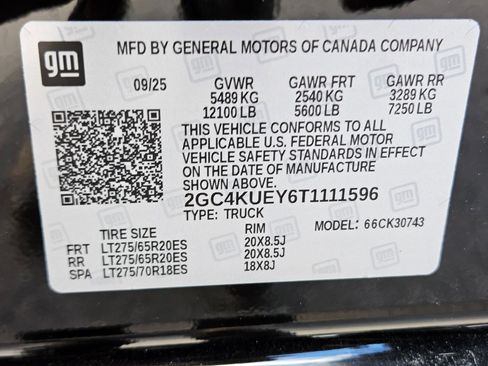 gm
MFD BY GENERAL MOTORS OF CANADA COMPANY
09/25 GVWR GAWR FRT GAWR RR
5489 KG 2540 KG 3289 KG
12100 LB 5600 LB 7250 LB
THIS VEHICLE CONFORMS TO ALL
APPLICABLE U.S. FEDERAL MOTOR
VEHICLE SAFETY STANDARDS IN EFFECT
ON THE DATE OF MANUFACTURE
SHOWN ABOVE.
2GC4KUEY6T1111596
TYPE: TRUCK MODEL: 66CK30743
TIRE SIZE RIM
FRT LT275/65R20ES 20X8.5J
RR LT275/65R20ES 20X8.5J
SPA LT275/70R18ES 18X8J